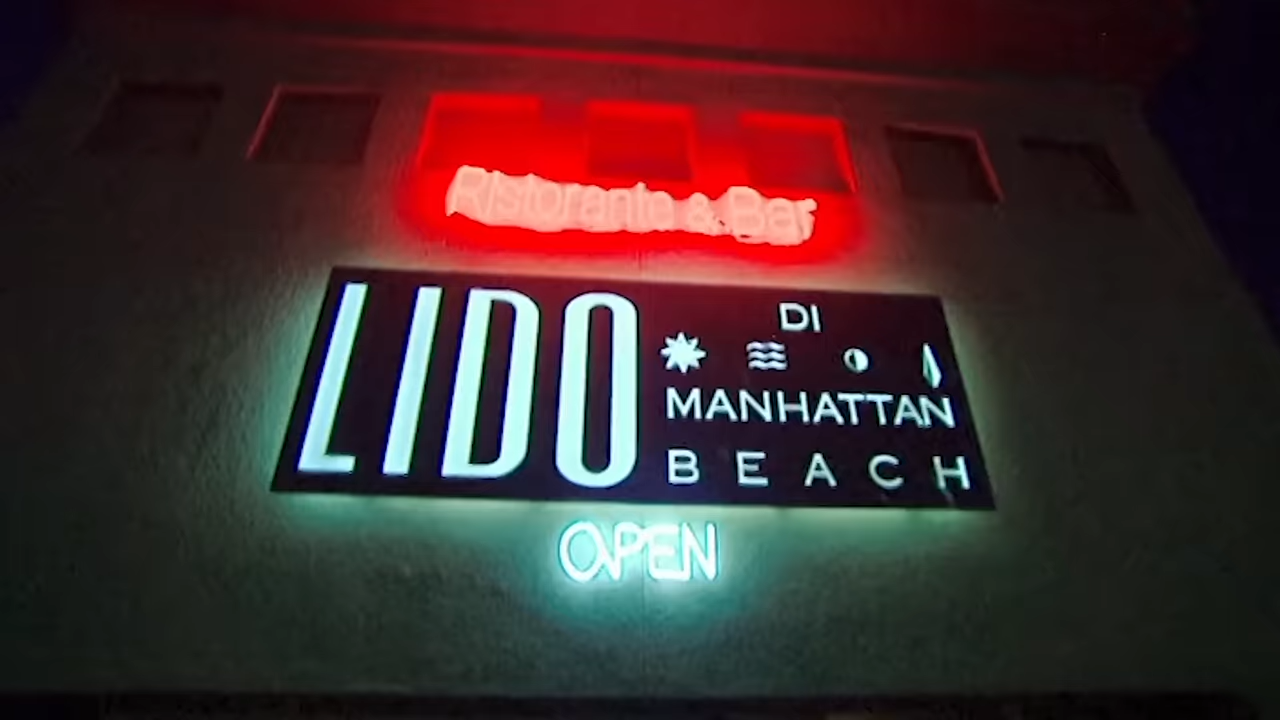 Ristorante & Bar
LIDO
DI
MANHATTAN
BEACH
OPEN